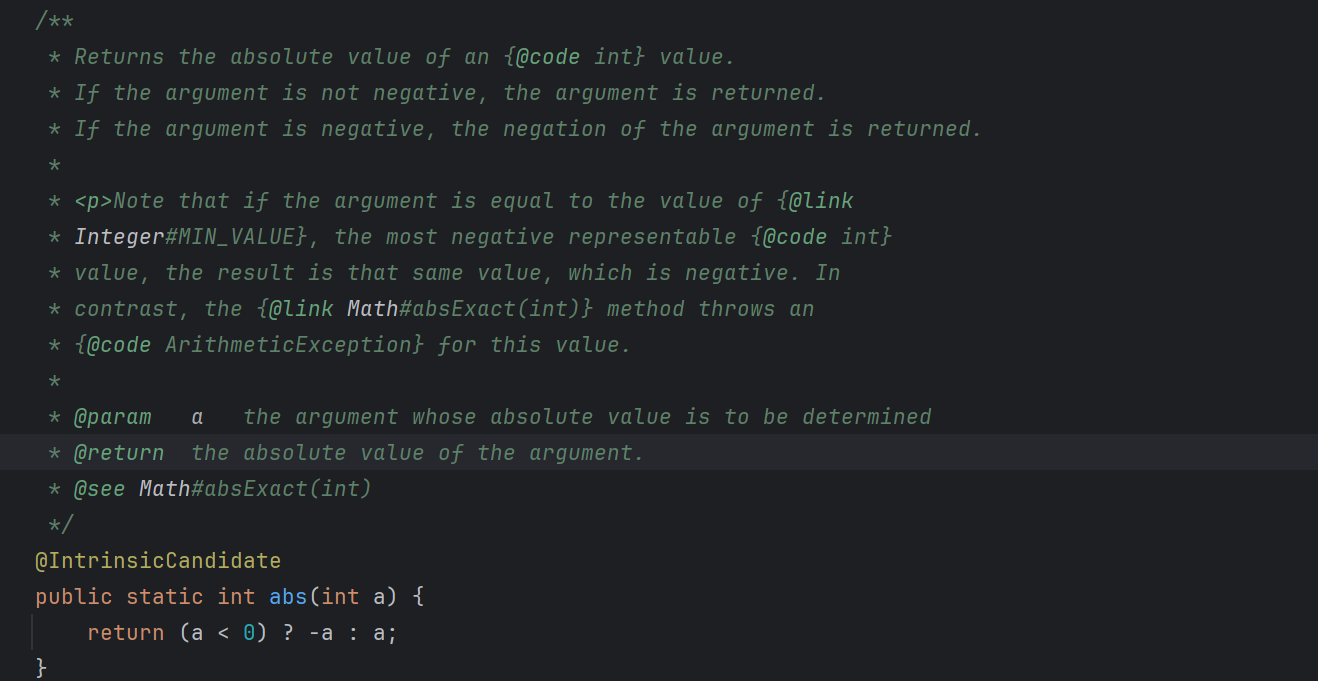 /**
 * Returns the absolute value of an {@code int} value.
 * If the argument is not negative, the argument is returned.
 * If the argument is negative, the negation of the argument is returned.
 *
 * <p>Note that if the argument is equal to the value of {@link
 * Integer#MIN_VALUE}, the most negative representable {@code int}
 * value, the result is that same value, which is negative. In
 * contrast, the {@link Math#absExact(int)} method throws an
 * {@code ArithmeticException} for this value.
 *
 * @param   a   the argument whose absolute value is to be determined
 * @return  the absolute value of the argument.
 * @see Math#absExact(int)
 */
@IntrinsicCandidate
public static int abs(int a) {
    return (a < 0) ? -a : a;
}